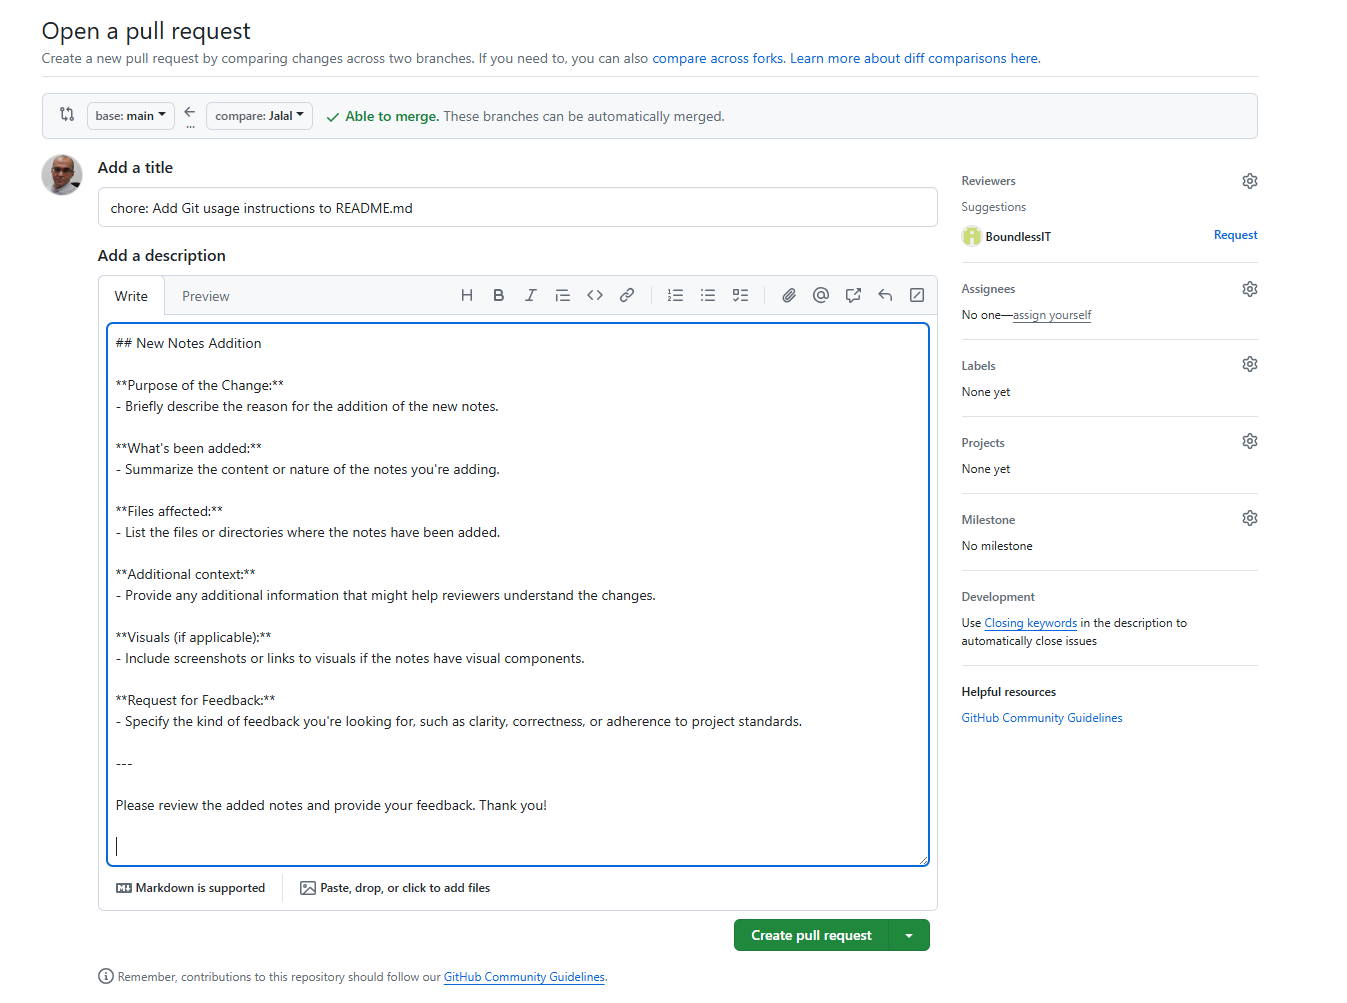 Open a pull request
Create a new pull request by comparing changes across two branches. If you need to, you can also compare across forks. Learn more about diff comparisons here.
base: main
compare: Jalal
Able to merge. These branches can be automatically merged.
Add a title
chore: Add Git usage instructions to README.md
Add a description
Write
Preview
## New Notes Addition
**Purpose of the Change:**
- Briefly describe the reason for the addition of the new notes.
**What's been added:**
- Summarize the content or nature of the notes you're adding.
**Files affected:**
- List the files or directories where the notes have been added.
**Additional context:**
- Provide any additional information that might help reviewers understand the changes.
**Visuals (if applicable):**
- Include screenshots or links to visuals if the notes have visual components.
**Request for Feedback:**
- Specify the kind of feedback you're looking for, such as clarity, correctness, or adherence to project standards.
---
Please review the added notes and provide your feedback. Thank you!
Markdown is supported
Paste, drop, or click to add files
Create pull request
Remember, contributions to this repository should follow our GitHub Community Guidelines.
Reviewers
Suggestions
BoundlessIT
Request
Assignees
No one—assign yourself
Labels
None yet
Projects
None yet
Milestone
No milestone
Development
Use Closing keywords in the description to
automatically close issues
Helpful resources
GitHub Community Guidelines